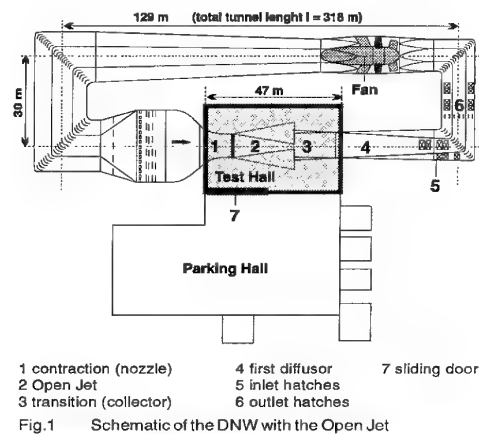 129 m (total tunnel lenght l = 318 m)
30 m
Fan
47 m
6
1 2 3 4
Test Hall
5
7
Parking Hall
1 contraction (nozzle) 4 first diffusor 7 sliding door
2 Open Jet 5 inlet hatches
3 transition (collector) 6 outlet hatches
Fig.1 Schematic of the DNW with the Open Jet